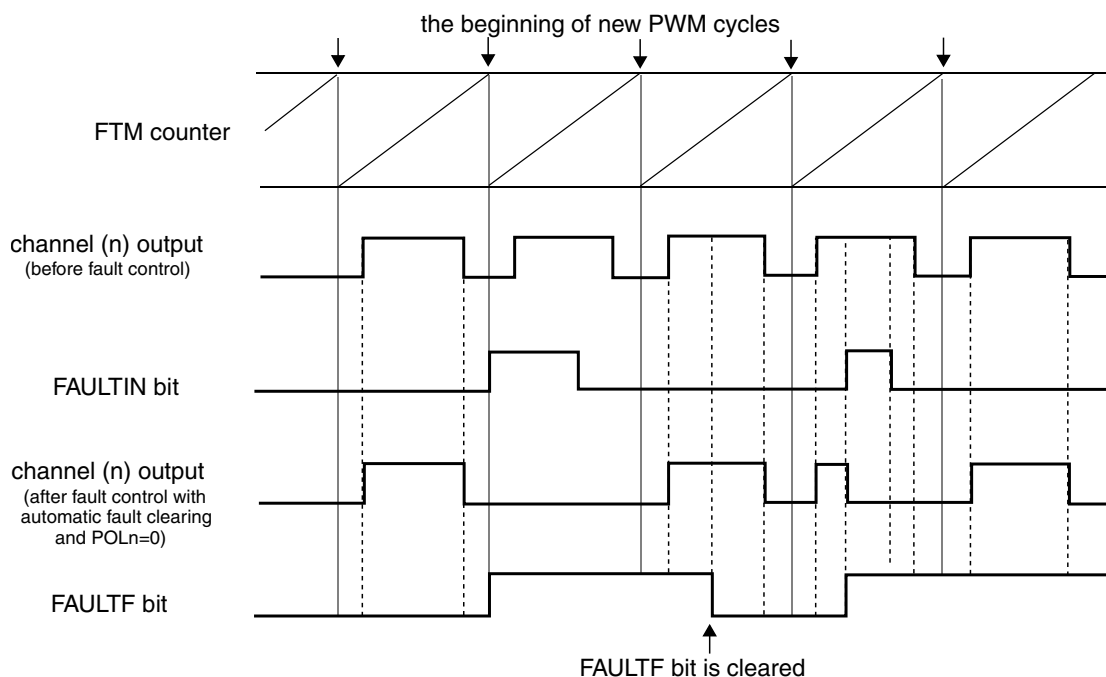 the beginning of new PWM cycles
FTM counter
channel (n) output
(before fault control)
FAULTIN bit
channel (n) output
(after fault control with
automatic fault clearing
and POLn=0)
FAULTF bit
FAULTF bit is cleared